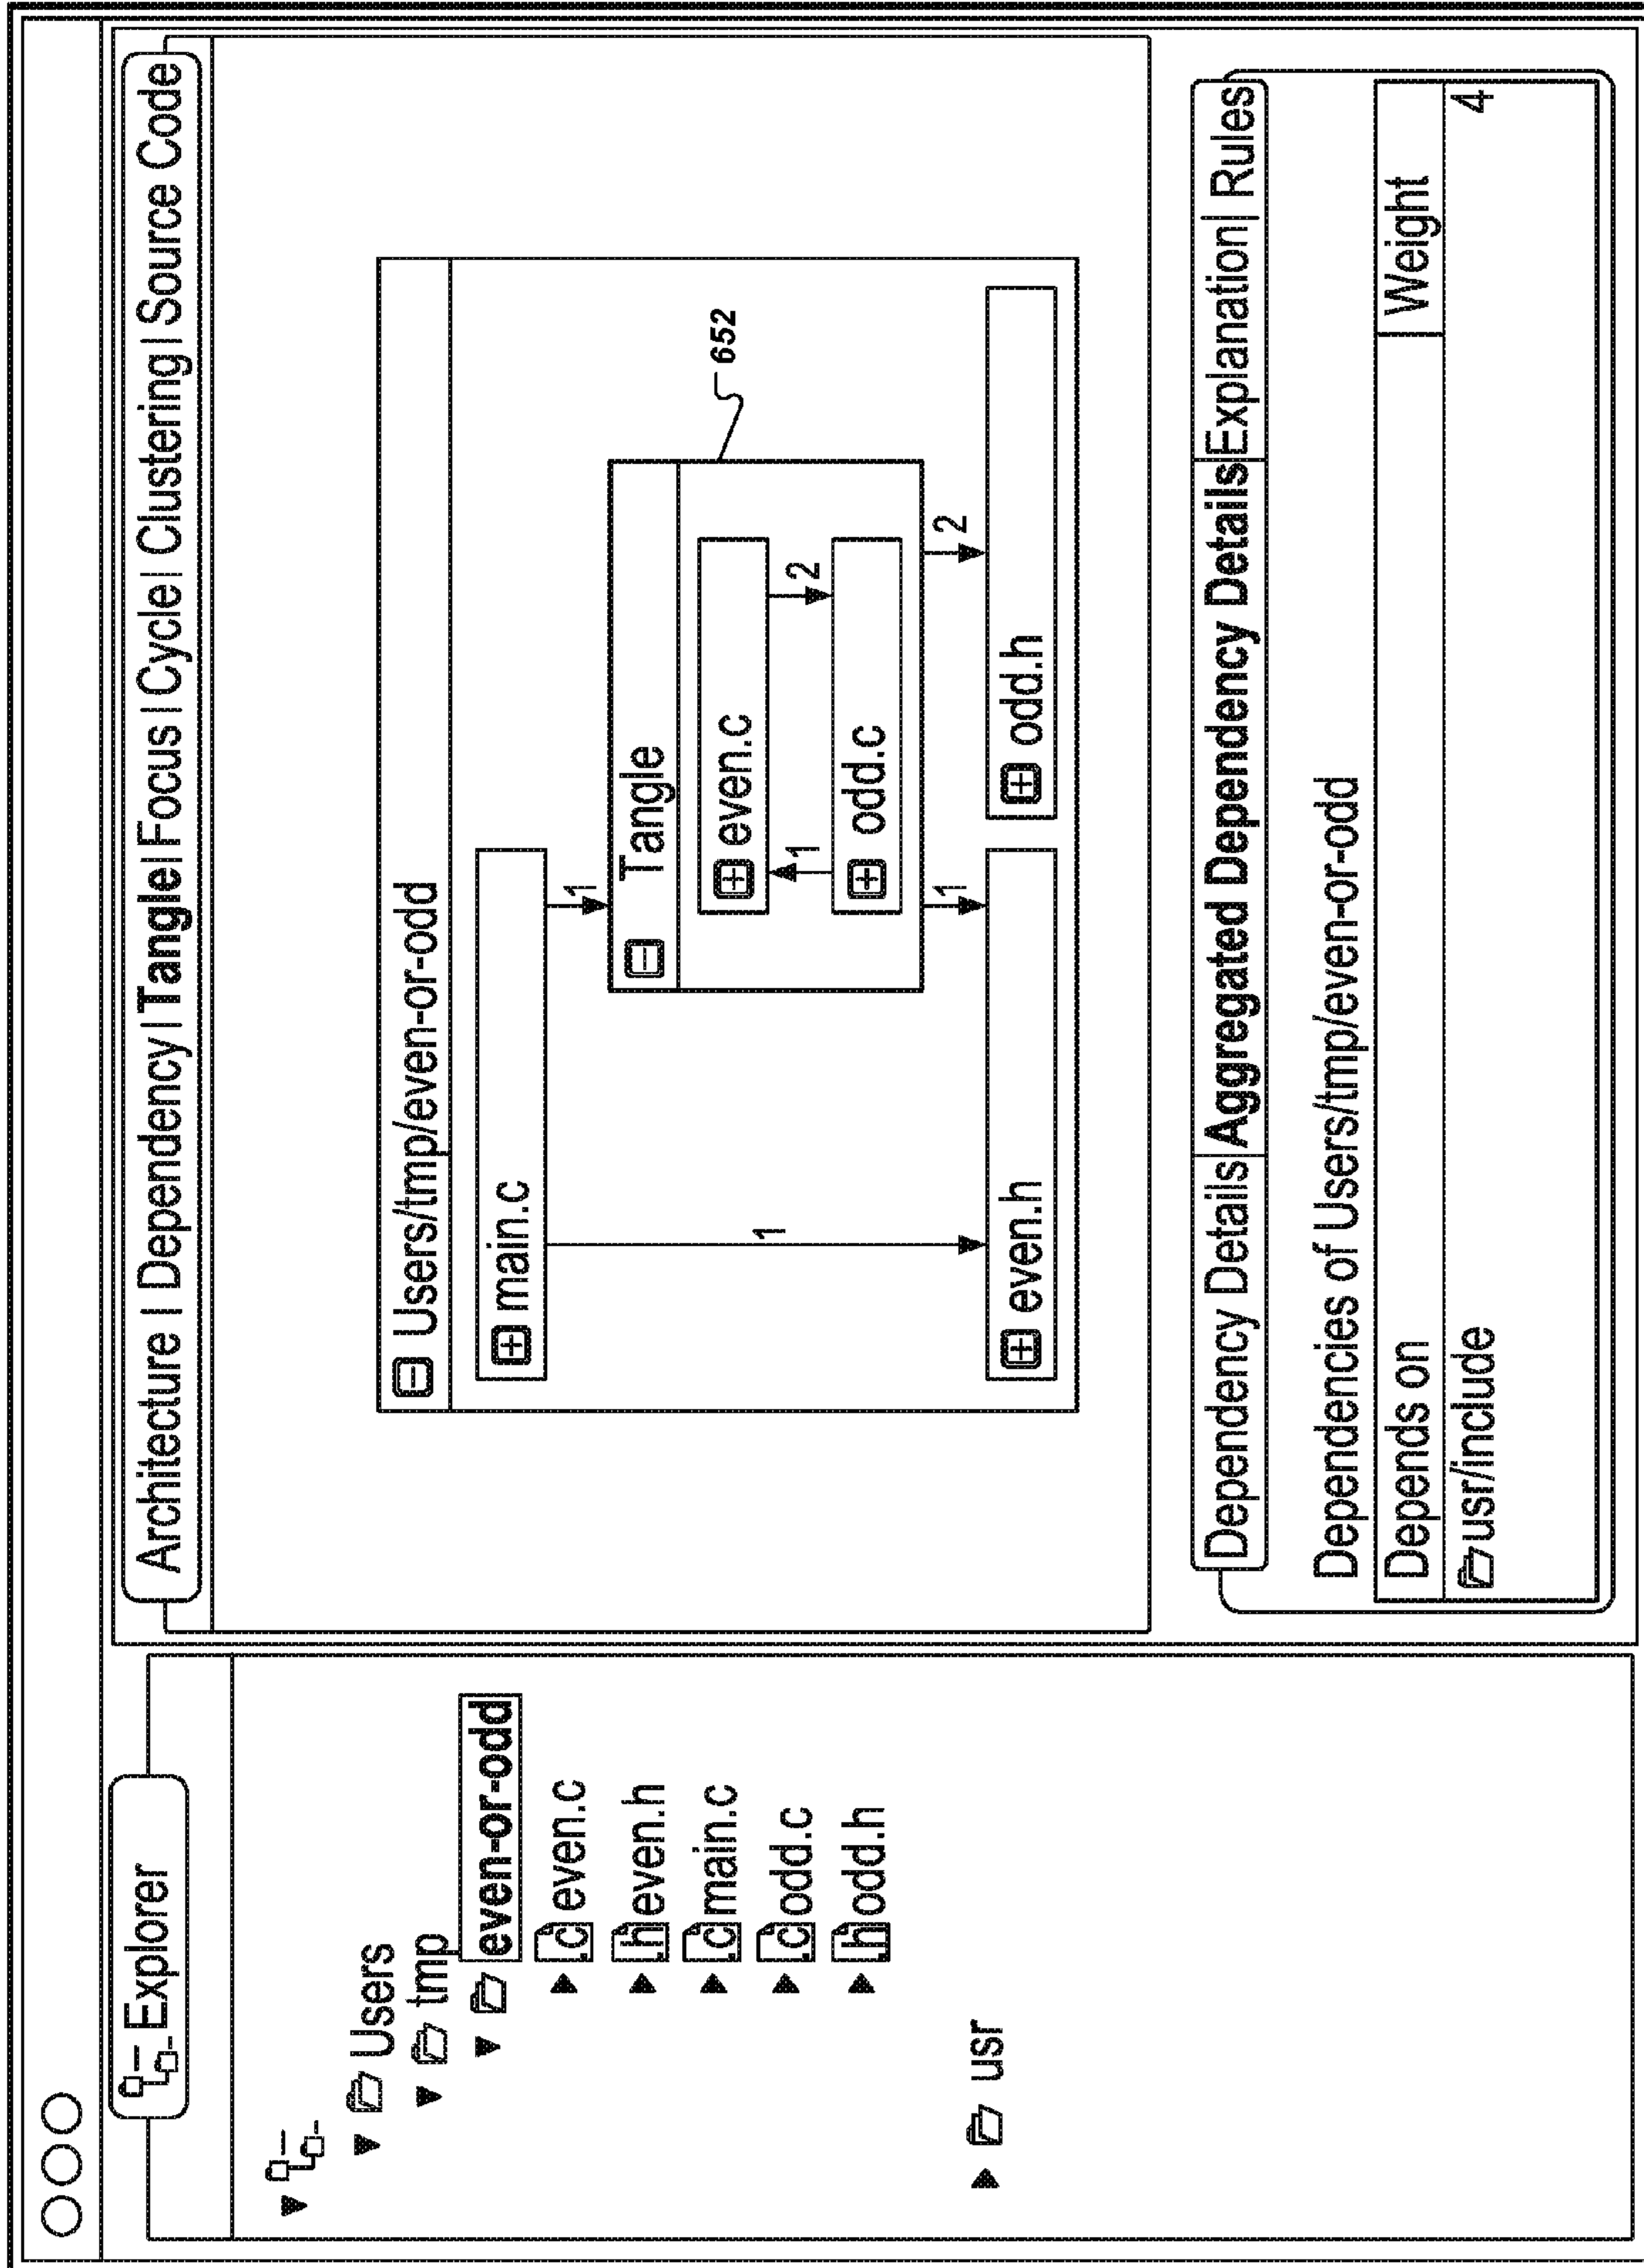 Explorer
Users
tmp
even-or-odd
.c even.c
.h even.h
.c main.c
.c odd.c
.h odd.h
usr
Architecture | Dependency | Tangle | Focus | Cycle | Clustering | Source Code
Users/tmp/even-or-odd
main.c
1
1
Tangle
652
even.c
1
2
odd.c
1
2
even.h
odd.h
Dependency Details | Aggregated Dependency Details | Explanation | Rules
Dependencies of Users/tmp/even-or-odd
Depends on Weight
usr/include 4